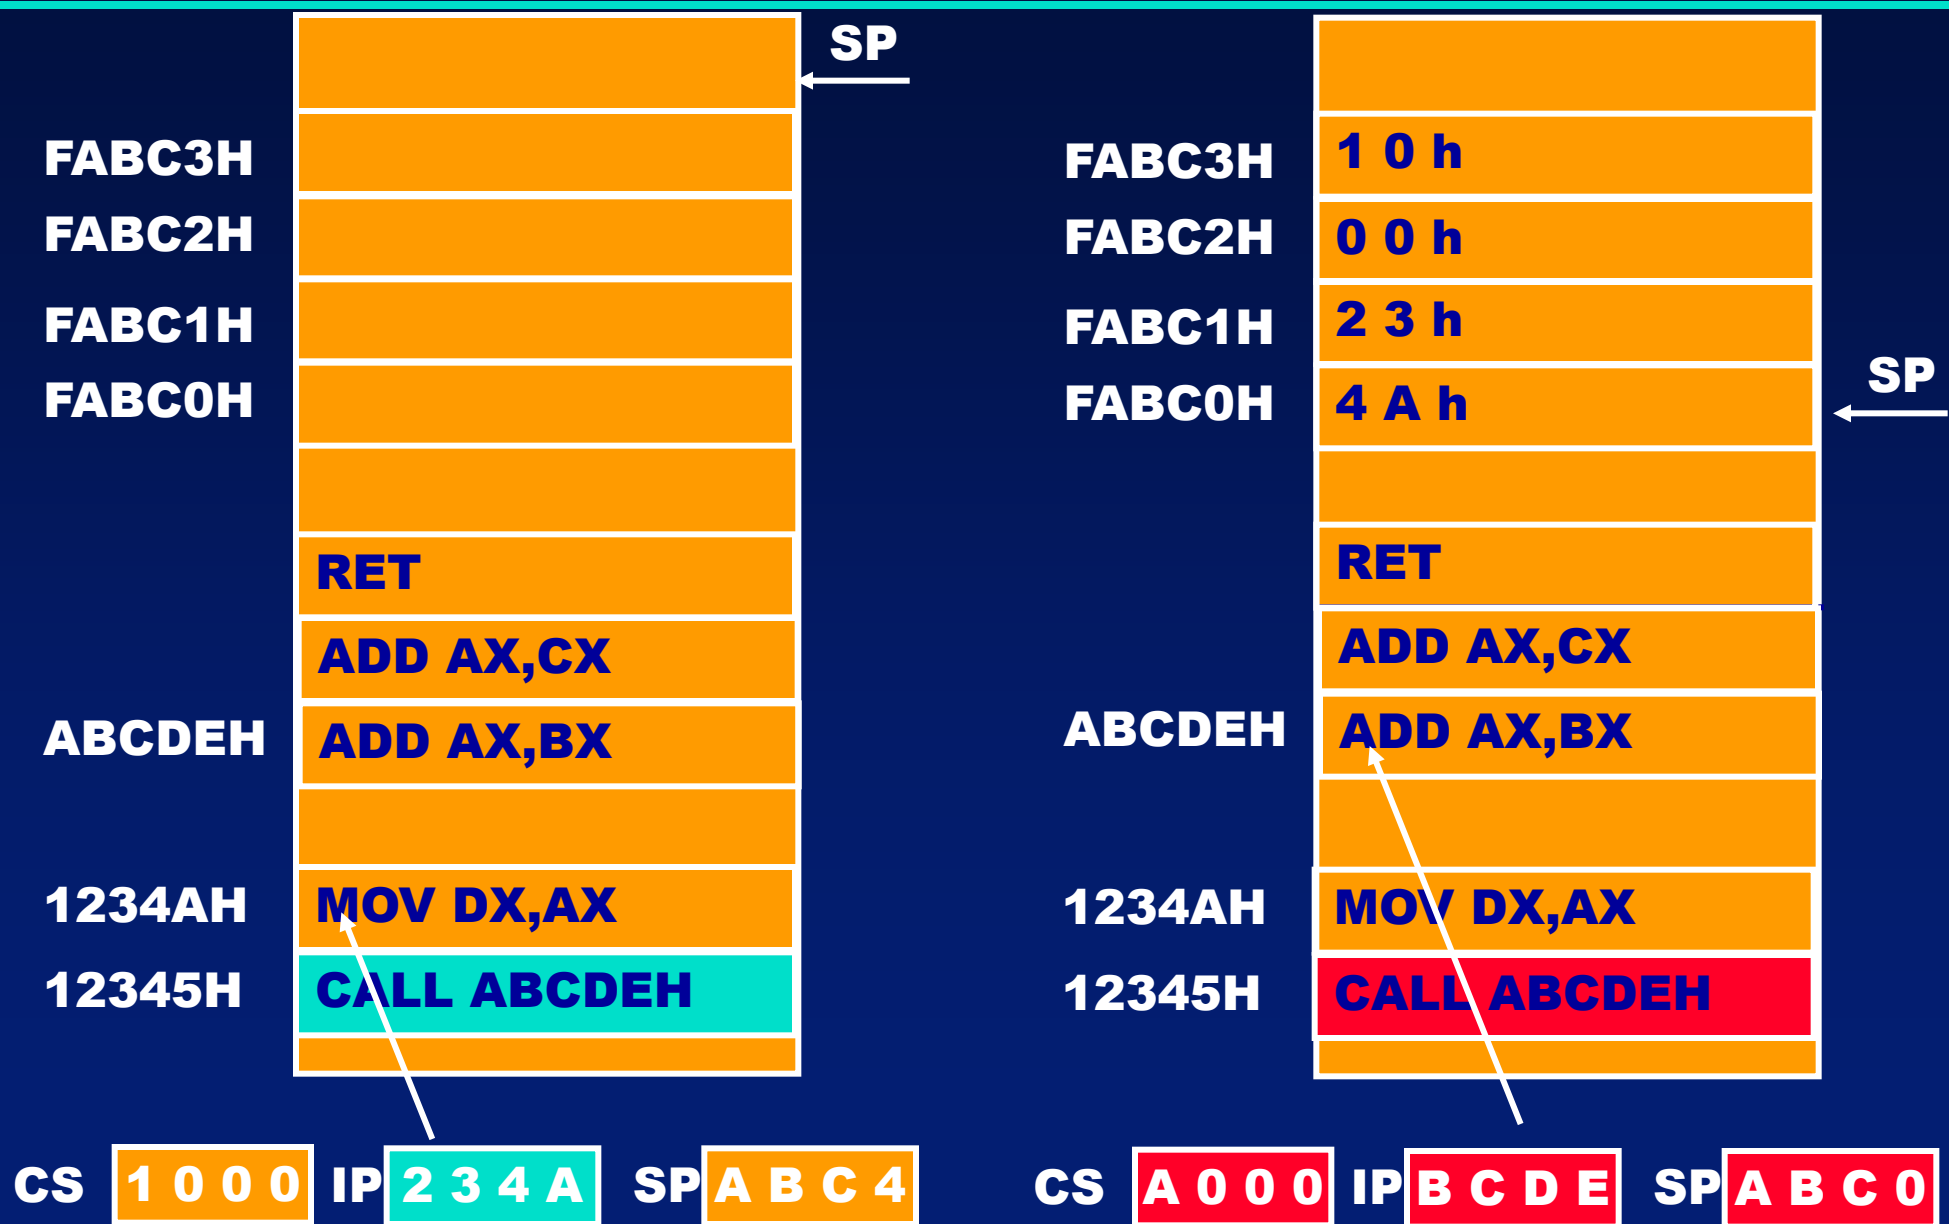 SP
FABC3H
FABC2H
FABC1H
FABC0H
RET
ADD AX,CX
ABCDEH ADD AX,BX
1234AH MOV DX,AX
12345H CALL ABCDEH
CS 1 0 0 0 IP 2 3 4 A SP A B C 4
FABC3H 1 0 h
FABC2H 0 0 h
FABC1H 2 3 h
SP
FABC0H 4 A h
RET
ADD AX,CX
ABCDEH ADD AX,BX
1234AH MOV DX,AX
12345H CALL ABCDEH
CS A 0 0 0 IP B C D E SP A B C 0